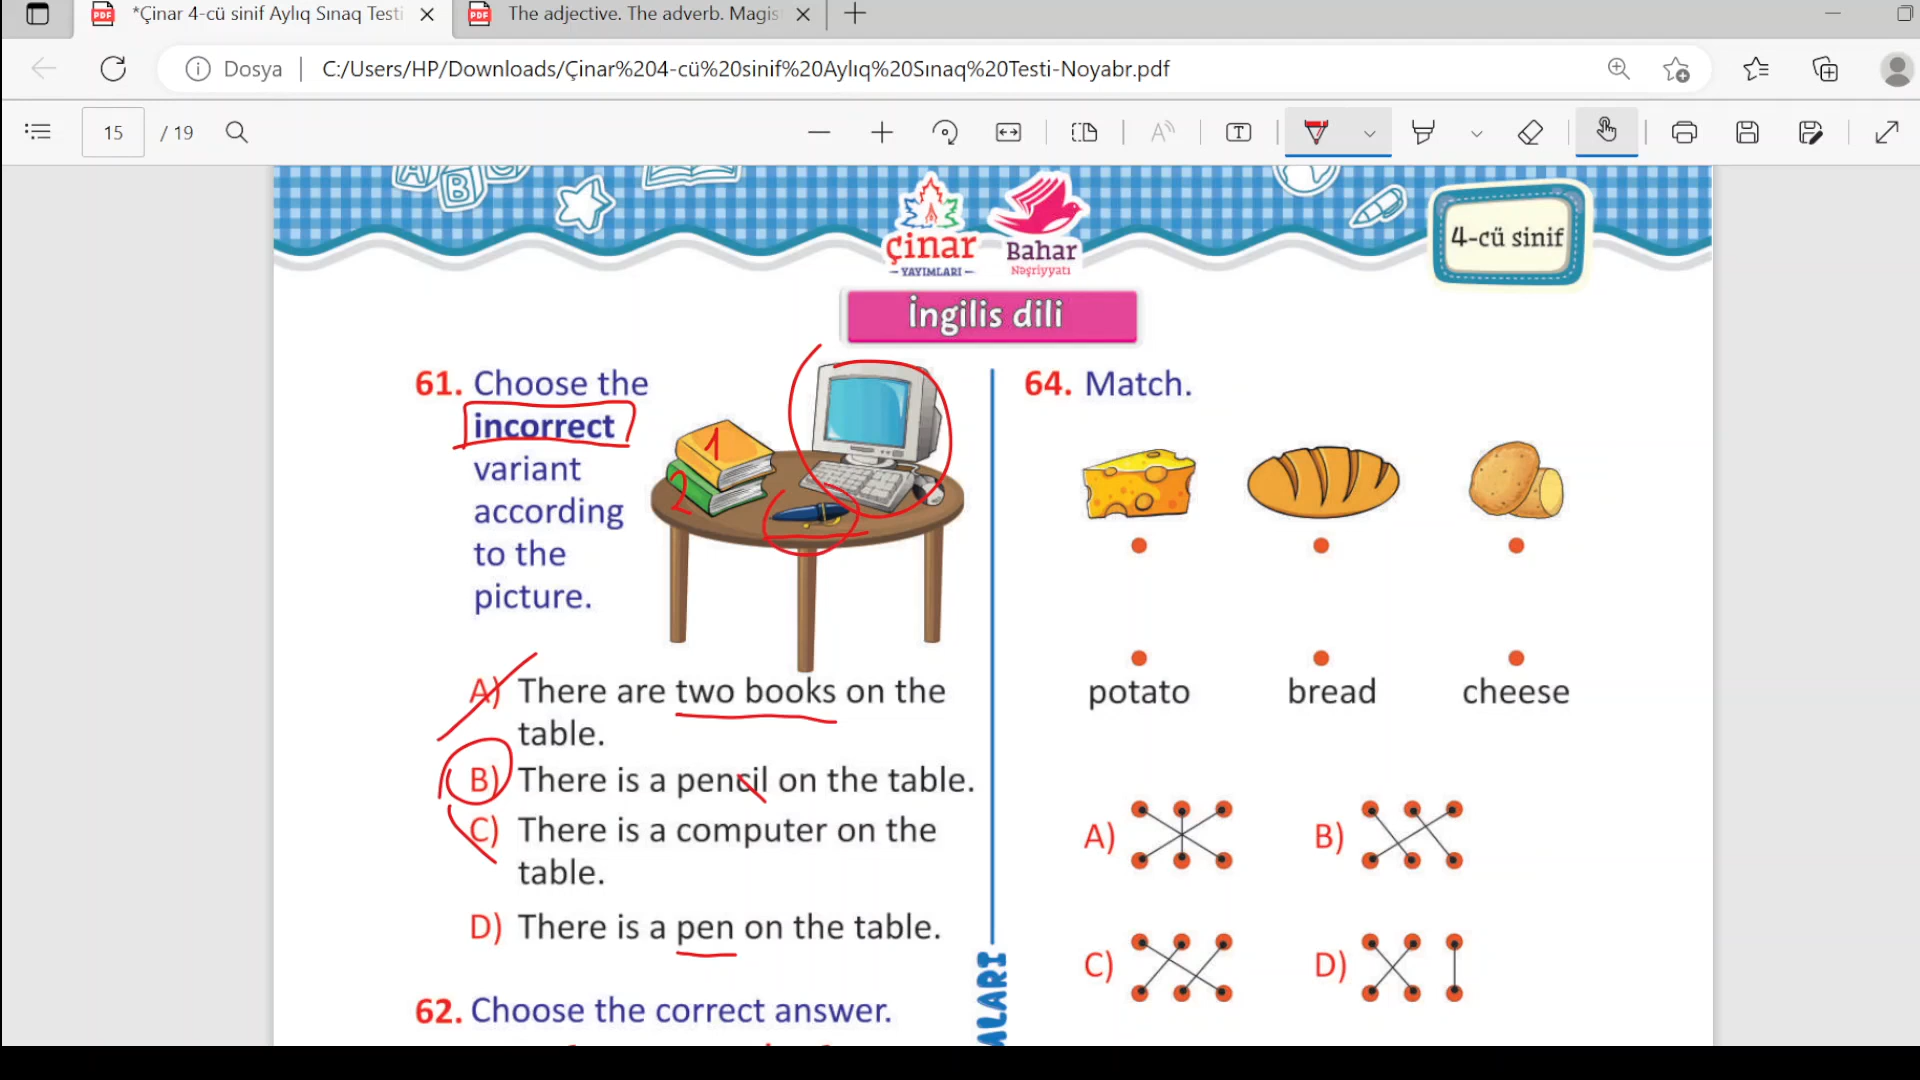 *Çinar 4-cü sinif Aylıq Sınaq Testi
The adjective. The adverb. Magis
Dosya
C:/Users/HP/Downloads/Çinar%204-cü%20sinif%20Aylıq%20Sınaq%20Testi-Noyabr.pdf
15 / 19
A B C
çinar
YAYIMLARI
Bahar
Nəşriyyatı
4-cü sinif
İngilis dili
61. Choose the
incorrect
variant
according
to the
picture.
1
2
A) There are two books on the
table.
B) There is a pencil on the table.
C) There is a computer on the
table.
D) There is a pen on the table.
62. Choose the correct answer.
64. Match.
potato bread cheese
A) B)
C) D)
MLARI